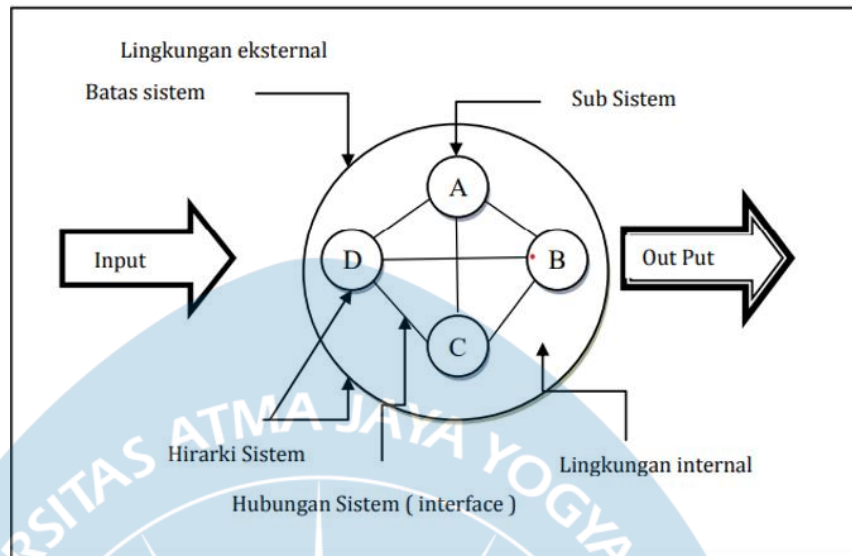 Lingkungan eksternal
Batas sistem
Sub Sistem
A
Input
D
B
Out Put
C
Hirarki Sistem
Lingkungan internal
Hubungan Sistem ( interface )
RSITAS ATMA JAYA YOGYA